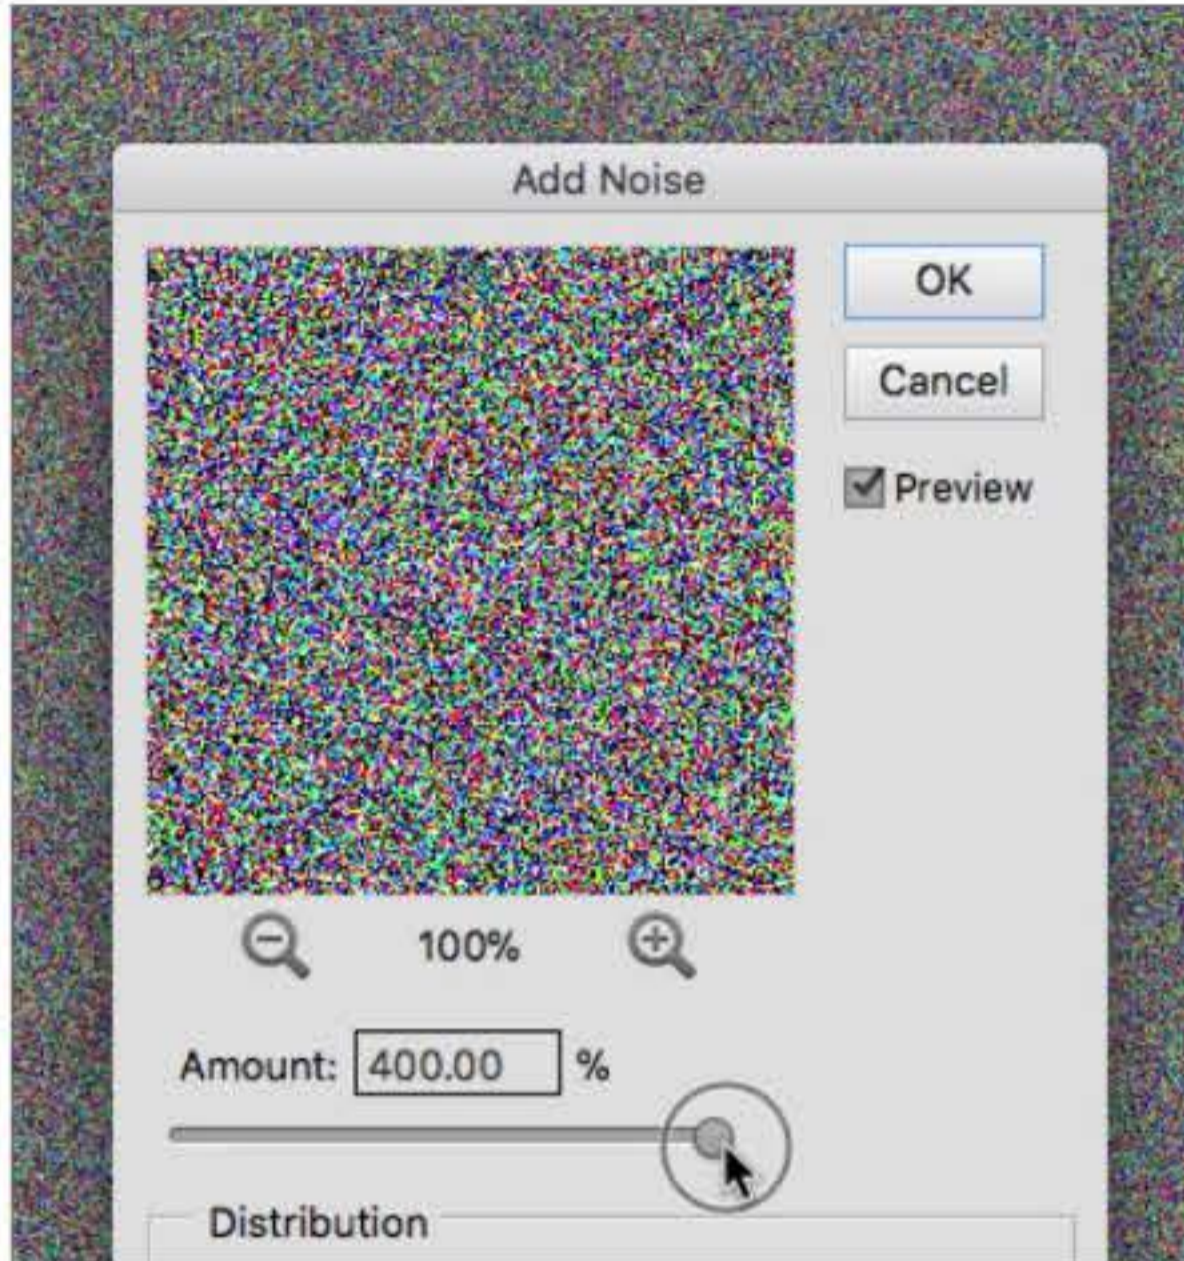 Add Noise
OK
Cancel
Preview
100%
Amount: 400.00 %
Distribution